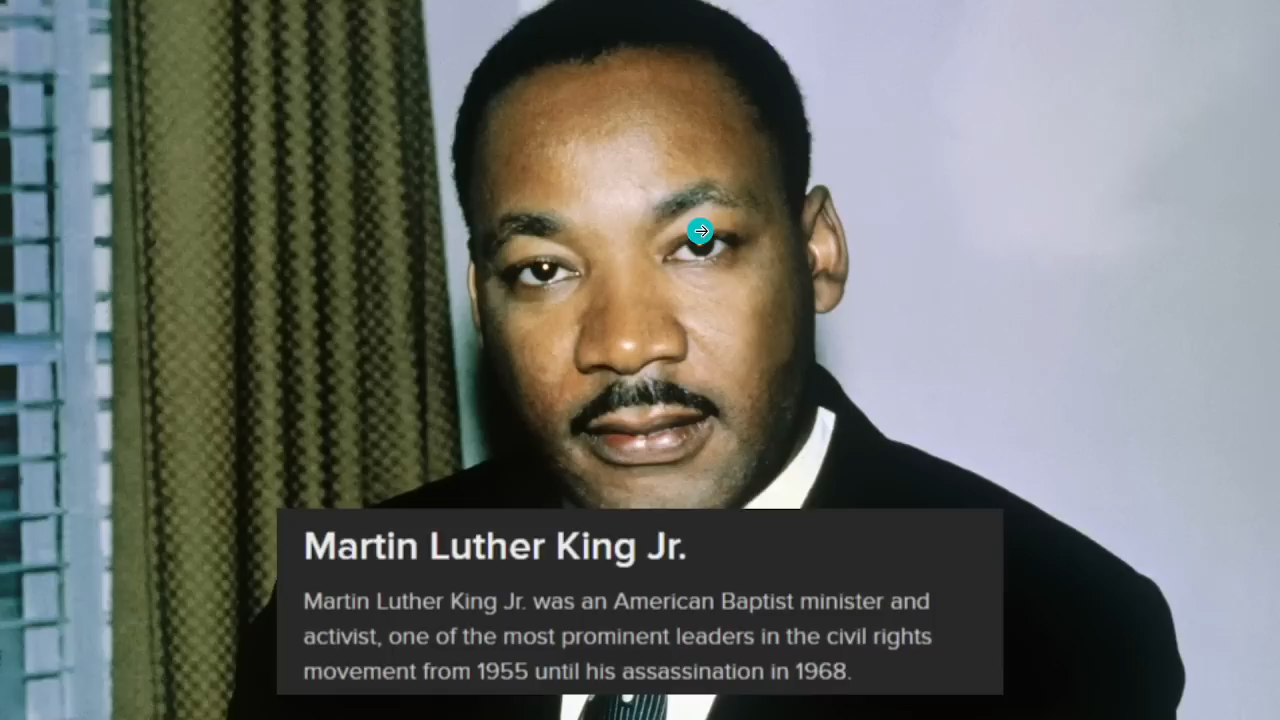 Martin Luther King Jr.
Martin Luther King Jr. was an American Baptist minister and
activist, one of the most prominent leaders in the civil rights
movement from 1955 until his assassination in 1968.